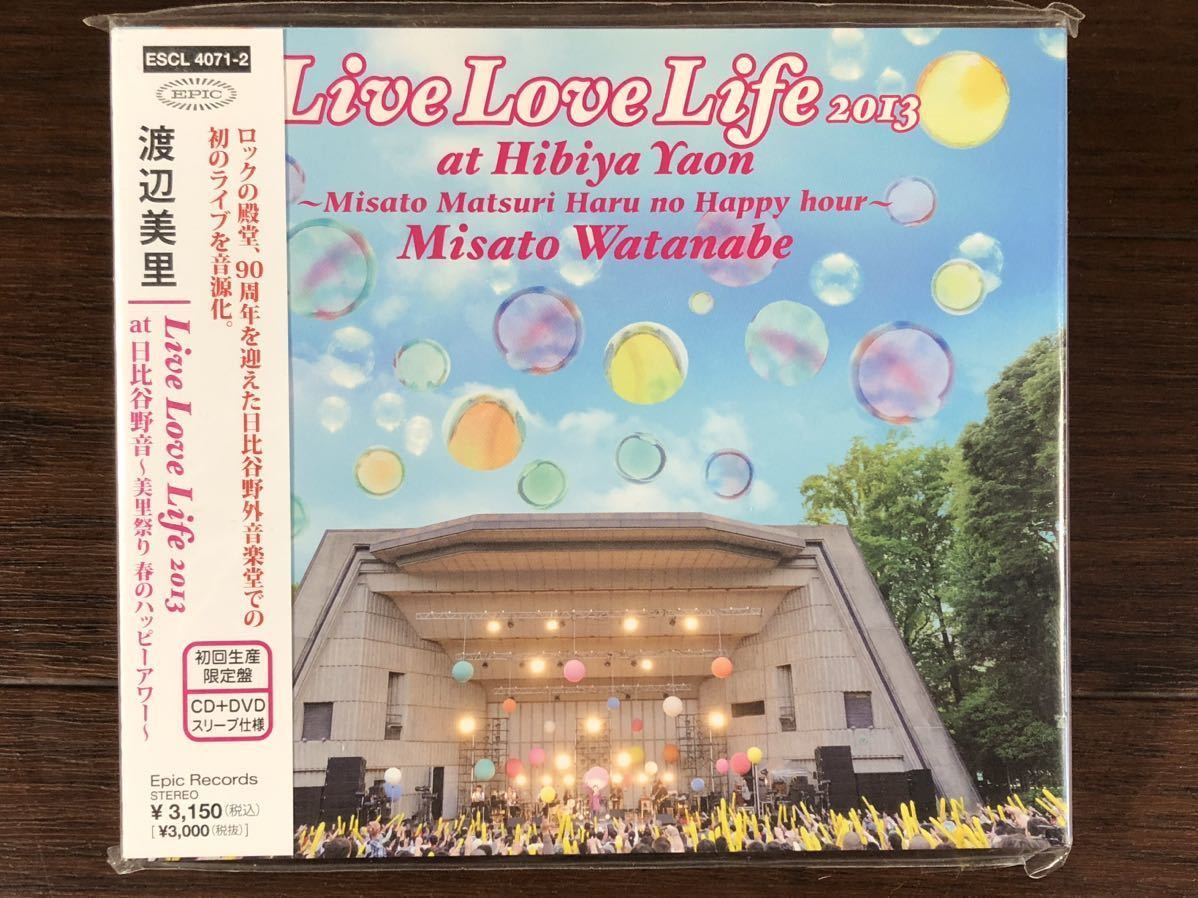 ESCL 4071-2
EPIC
渡辺美里
Live Love Life 2013
at 日比谷野音～美里祭り 春のハッピーアワー～
ロックの殿堂、90周年を迎えた日比谷野外音楽堂での
初のライブを音源化。
初回生産
限定盤
CD+DVD
スリーブ仕様
Epic Records
STEREO
¥3,150(税込)
[¥3,000(税抜)]
Live Love Life 2013
at Hibiya Yaon
~Misato Matsuri Haru no Happy hour~
Misato Watanabe